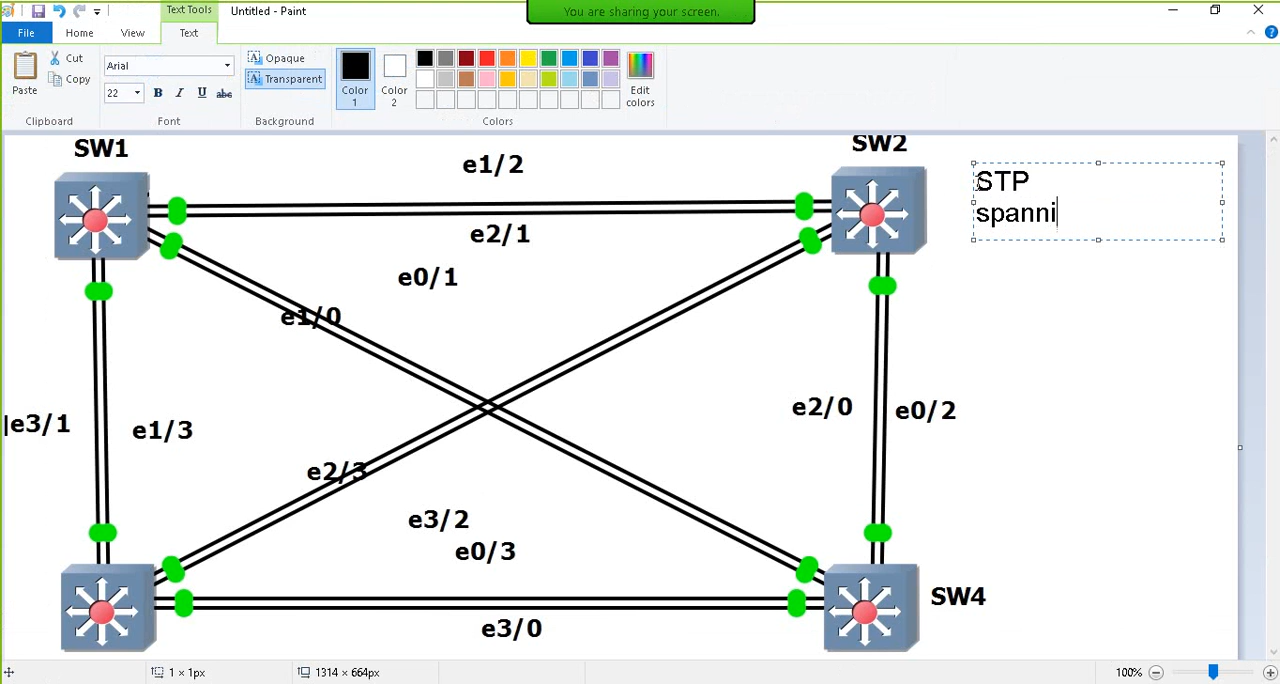 You are sharing your screen.
Text Tools
Untitled - Paint
File
Home
View
Text
Paste
Cut
Copy
Clipboard
Arial
22
B I U abc
Font
Opaque
Transparent
Background
Color 1
Color 2
Edit colors
Colors
SW1
SW2
e1/2
e2/1
e0/1
e1/0
STP
spanni
e3/1
e1/3
e2/0
e0/2
e2/3
e3/2
e0/3
e3/0
SW4
1 × 1px
1314 × 664px
100%